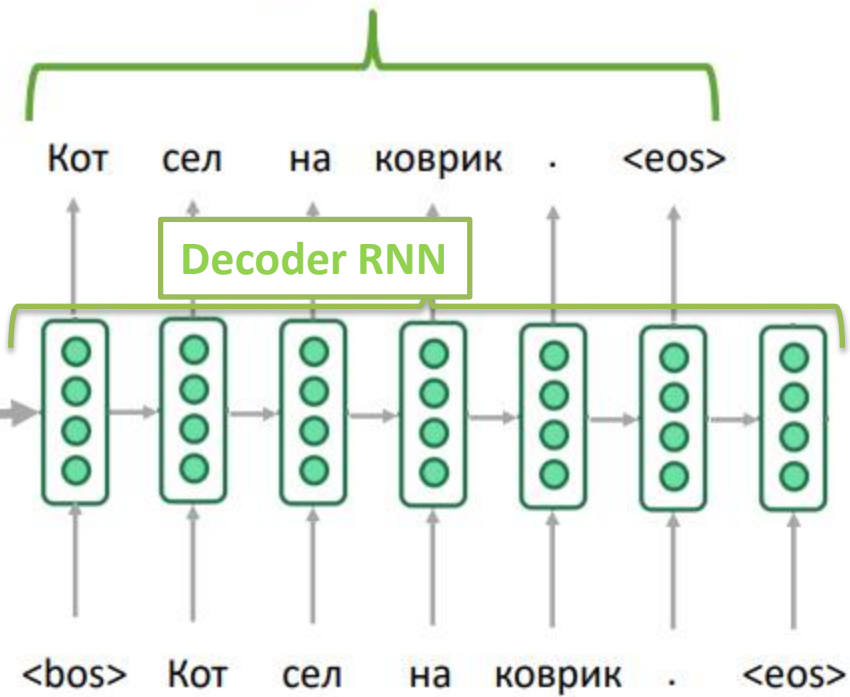 Кот сел на коврик . <eos>
Decoder RNN
<bos> Кот сел на коврик . <eos>